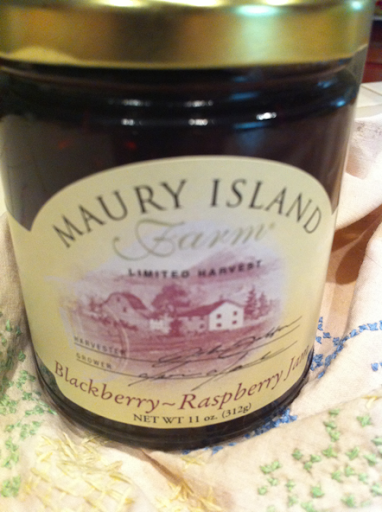 MAURY ISLAND
Farm
LIMITED HARVEST
HARVESTER
GROWER
Blackberry~Raspberry Jam
NET WT 11 oz. (312g)